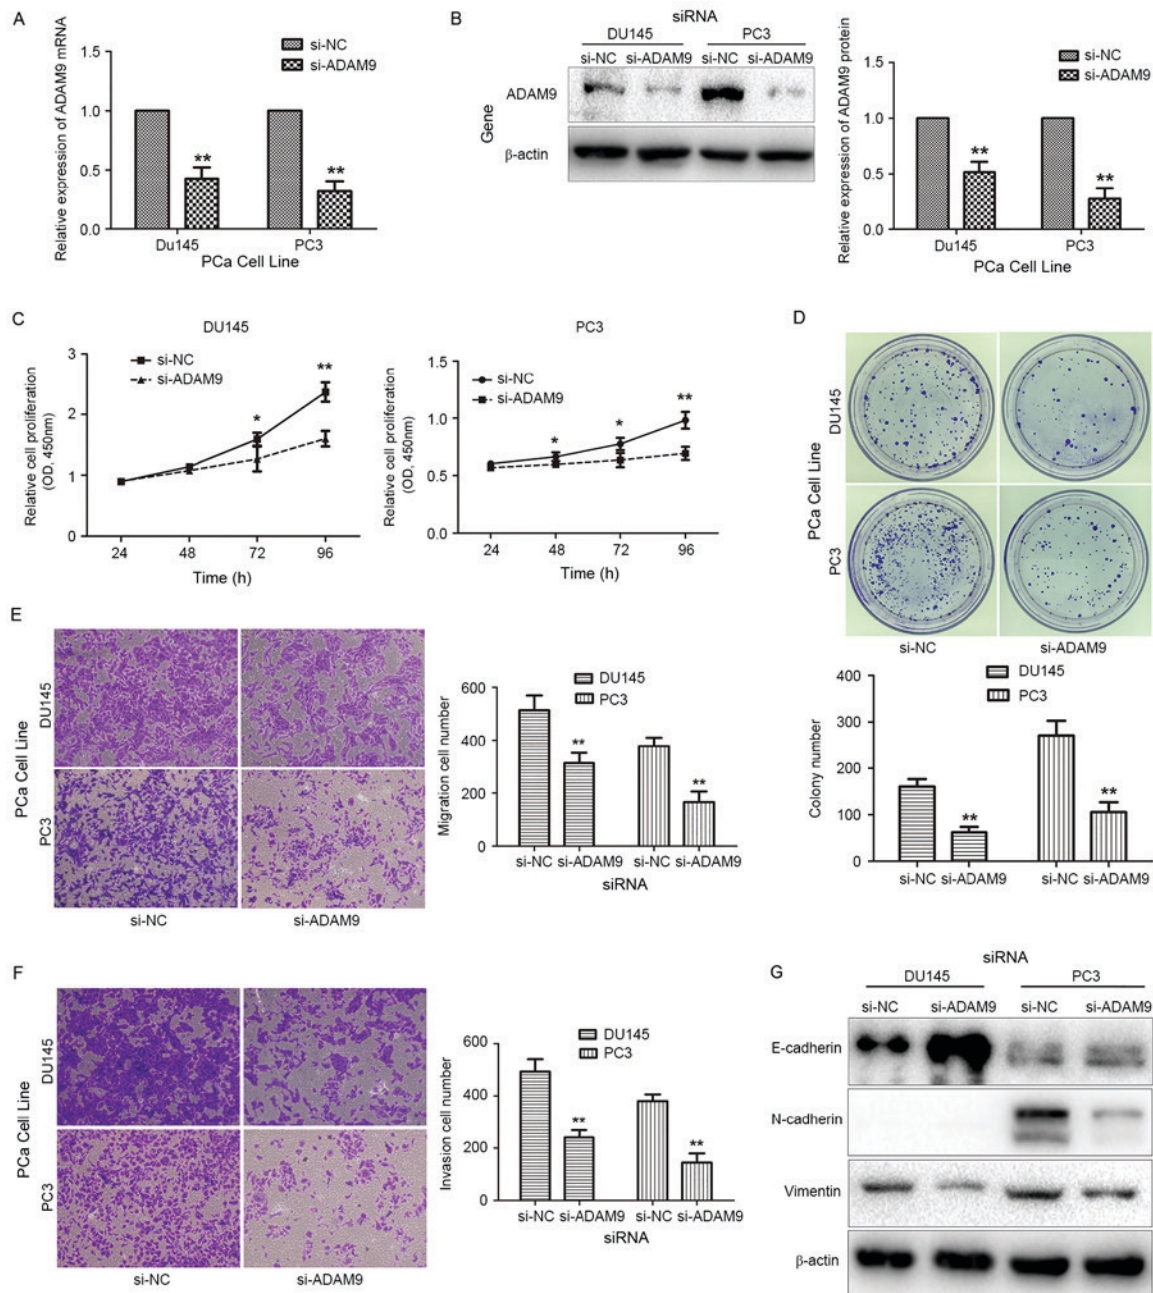 A
Relative expression of ADAM9 mRNA
1.5
1.0
0.5
0.0
si-NC
si-ADAM9
**
**
Du145
PC3
PCa Cell Line
B
siRNA
DU145
PC3
si-NC
si-ADAM9
si-NC
si-ADAM9
Gene
ADAM9
β-actin
Relative expression of ADAM9 protein
1.5
1.0
0.5
0.0
si-NC
si-ADAM9
**
**
Du145
PC3
PCa Cell Line
C
DU145
Relative cell proliferation
(OD, 450nm)
3
2
1
0
si-NC
si-ADAM9
*
**
24
48
72
96
Time (h)
PC3
Relative cell proliferation
(OD, 450nm)
1.5
1.0
0.5
0.0
si-NC
si-ADAM9
*
*
**
24
48
72
96
Time (h)
D
PCa Cell Line
DU145
PC3
si-NC
si-ADAM9
DU145
PC3
Colony number
400
300
200
100
0
**
**
si-NC
si-ADAM9
si-NC
si-ADAM9
E
PCa Cell Line
DU145
PC3
si-NC
si-ADAM9
Migration cell number
600
400
200
0
DU145
PC3
**
**
si-NC
si-ADAM9
si-NC
si-ADAM9
siRNA
F
PCa Cell Line
DU145
PC3
si-NC
si-ADAM9
Invasion cell number
600
400
200
0
DU145
PC3
**
**
si-NC
si-ADAM9
si-NC
si-ADAM9
siRNA
G
siRNA
DU145
PC3
si-NC
si-ADAM9
si-NC
si-ADAM9
E-cadherin
N-cadherin
Vimentin
β-actin